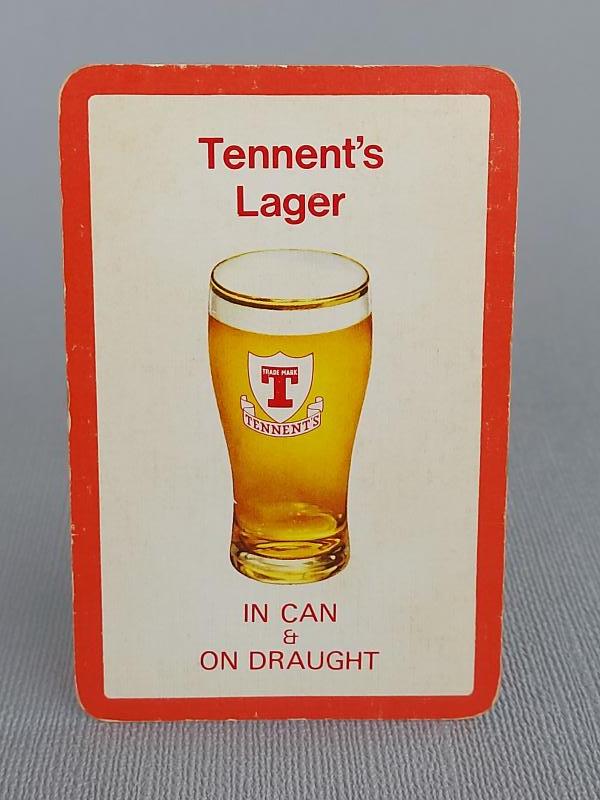 Tennent's
Lager
TRADE MARK
T
TENNENT'S
IN CAN
&
ON DRAUGHT